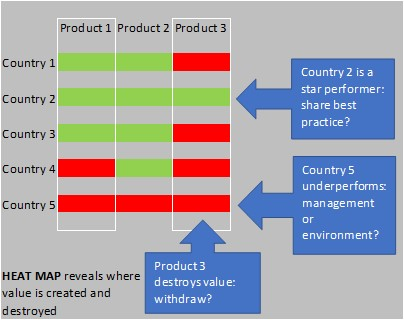 Product 1 Product 2 Product 3
Country 1
Country 2
Country 3
Country 4
Country 5
Country 2 is a
star performer:
share best
practice?
Country 5
underperforms:
management
or
environment?
Product 3
destroys value:
withdraw?
HEAT MAP reveals where
value is created and
destroyed